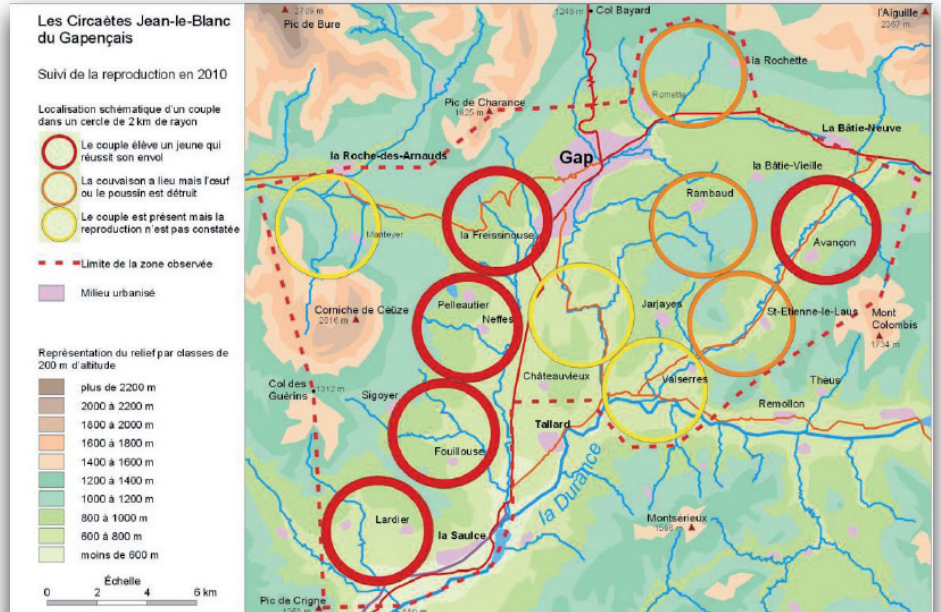 Les Circaètes Jean-le-Blanc
du Gapençais
Suivi de la reproduction en 2010
Localisation schématique d'un couple
dans un cercle de 2 km de rayon
Le couple élève un jeune qui
réussit son envol
La couvaison a lieu mais l'œuf
ou le poussin est détruit
Le couple est présent mais la
reproduction n'est pas constatée
Limite de la zone observée
Milieu urbanisé
Représentation du relief par classes de
200 m d'altitude
plus de 2200 m
2000 à 2200 m
1800 à 2000 m
1600 à 1800 m
1400 à 1600 m
1200 à 1400 m
1000 à 1200 m
800 à 1000 m
600 à 800 m
moins de 600 m
Échelle
0 2 4 6 km
2709 m
Pic de Bure
1248 m
Col Bayard
l'Aiguille
2367 m
la Rochette
Romette
Pic de Charance
1825 m
la Bâtie-Neuve
Gap
la Roche-des-Arnauds
la Bâtie-Vieille
Rambaud
Manteyer
la Freissinouse
Avançon
Pelleautier
Neffes
Corniche de Céüze
2016 m
Jarjayes
St-Etienne-le-Laus
Mont
Colombis
1734 m
Châteauvieux
Valserres
Théus
Col des
Guérins
1312 m
Sigoyer
Remollon
Tallard
Fouillouse
la Durance
Lardier
la Saulce
Montsérieux
Pic de Crigne